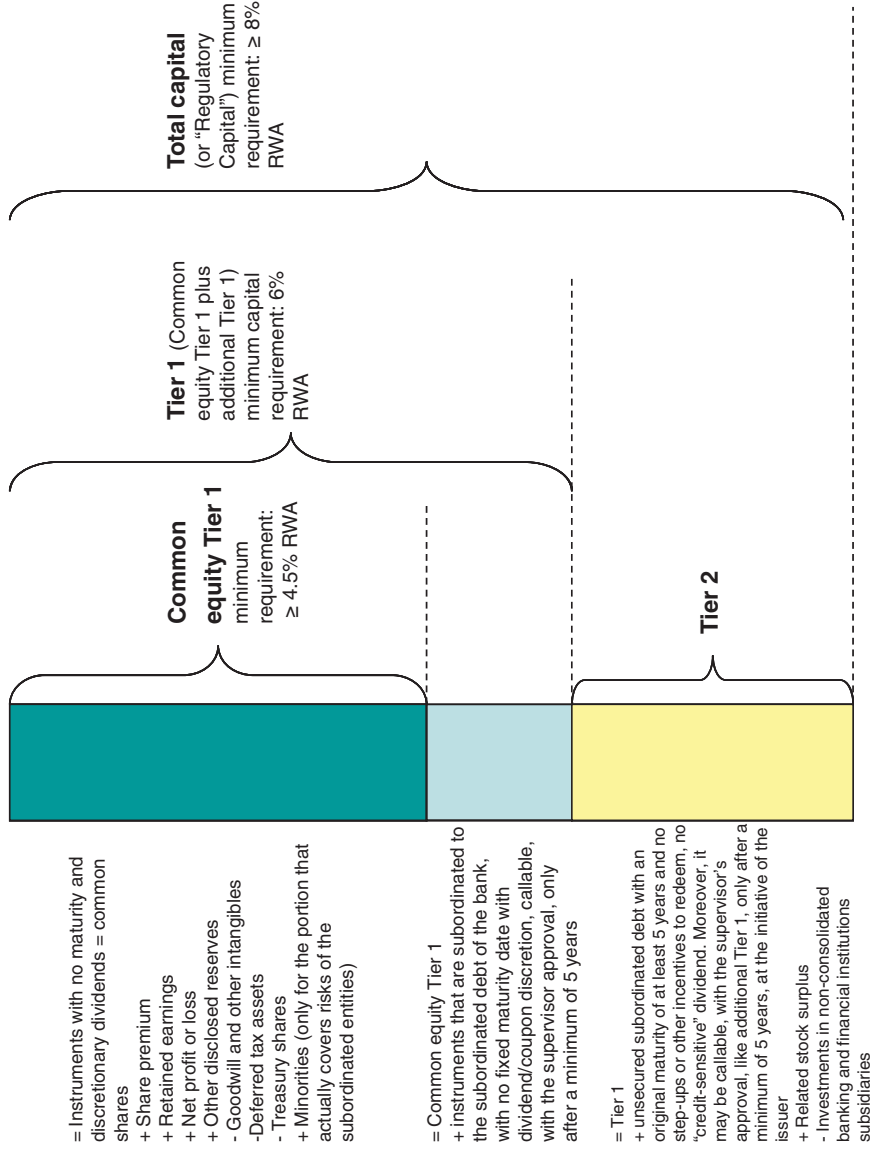 = Instruments with no maturity and
discretionary dividends = common
shares
+ Share premium
+ Retained earnings
+ Net profit or loss
+ Other disclosed reserves
- Goodwill and other intangibles
-Deferred tax assets
- Treasury shares
+ Minorities (only for the portion that
actually covers risks of the
subordinated entities)
= Common equity Tier 1
+ instruments that are subordinated to
the subordinated debt of the bank,
with no fixed maturity date with
dividend/coupon discretion, callable,
with the supervisor approval, only
after a minimum of 5 years
= Tier 1
+ unsecured subordinated debt with an
original maturity of at least 5 years and no
step-ups or other incentives to redeem, no
“credit-sensitive” dividend. Moreover, it
may be callable, with the supervisor’s
approval, like additional Tier 1, only after a
minimum of 5 years, at the initiative of the
issuer
+ Related stock surplus
- Investments in non-consolidated
banking and financial institutions
subsidiaries
Common
equity Tier 1
minimum
requirement:
≥ 4.5% RWA
Tier 2
Tier 1 (Common
equity Tier 1 plus
additional Tier 1)
minimum capital
requirement: 6%
RWA
Total capital
(or “Regulatory
Capital”) minimum
requirement: ≥ 8%
RWA